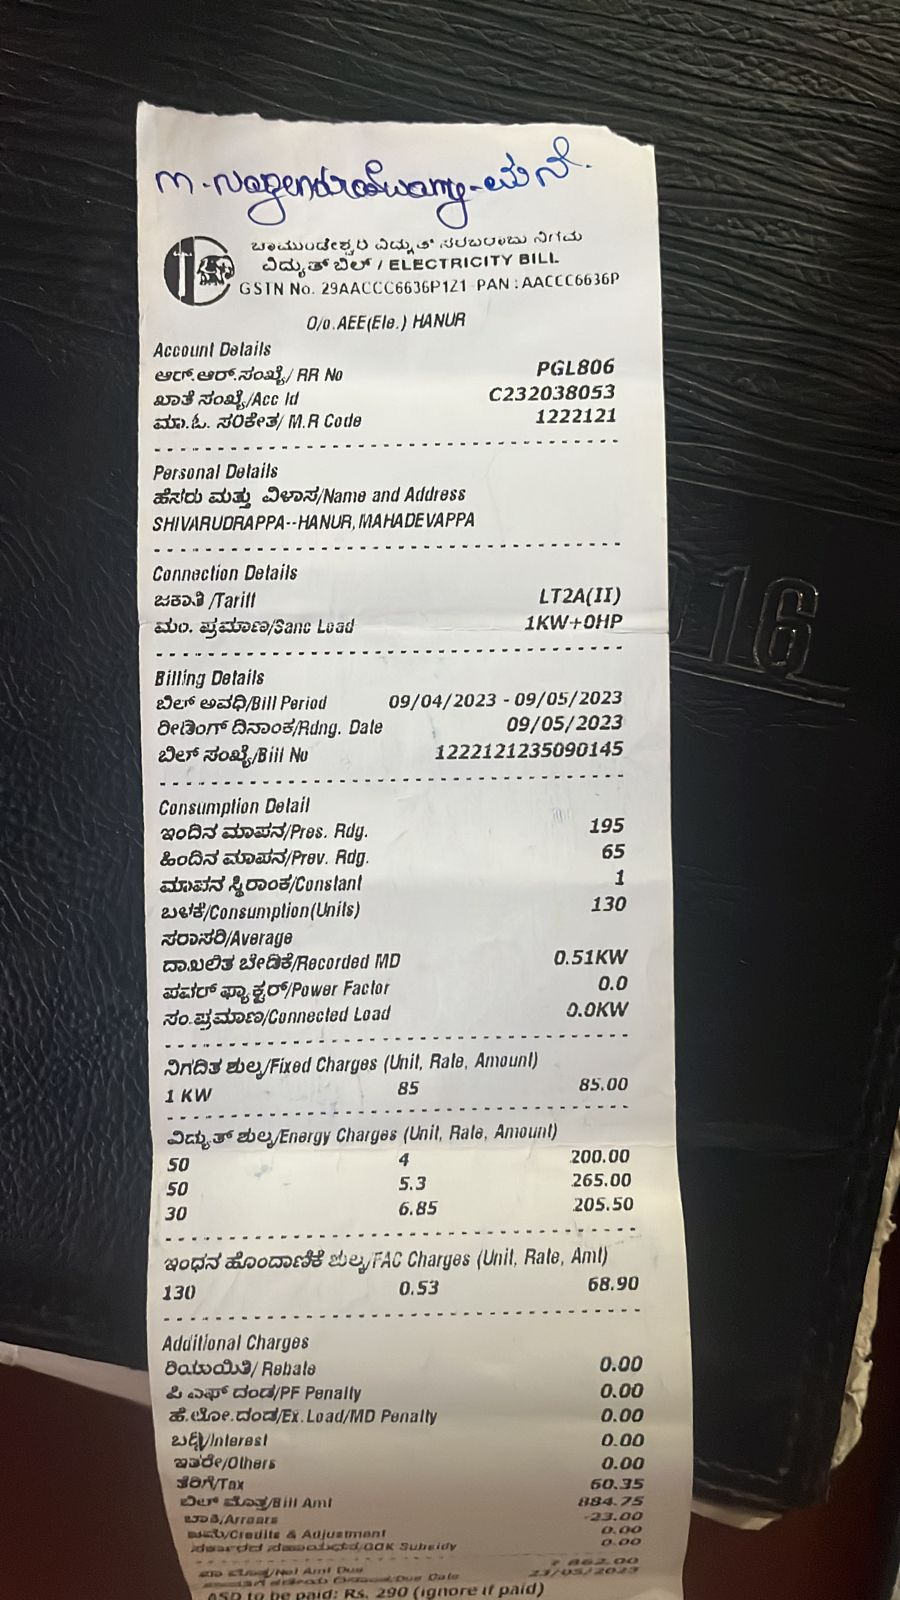 m. Nagendraswamy - ಮನೆ.
ಚಾಮುಂಡೇಶ್ವರಿ ವಿದ್ಯುತ್ ಸರಬರಾಜು ನಿಗಮ
ವಿದ್ಯುತ್ ಬಿಲ್ / ELECTRICITY BILL
GSTN No. 29AACCC6636P1Z1 PAN : AACCC6636P
O/o.AEE(Ele.) HANUR
Account Details
ಆರ್.ಆರ್.ಸಂಖ್ಯೆ/ RR No PGL806
ಖಾತೆ ಸಂಖ್ಯೆ/Acc Id C232038053
ಮಾ.ಓ. ಸಂಕೇತ/ M.R Code 1222121
Personal Details
ಹೆಸರು ಮತ್ತು ವಿಳಾಸ/Name and Address
SHIVARUDRAPPA--HANUR, MAHADEVAPPA
Connection Details
ಜಕಾತಿ /Tariff LT2A(II)
ಮಂ. ಪ್ರಮಾಣ/Sanc Load 1KW+0HP
Billing Details
ಬಿಲ್ ಅವಧಿ/Bill Period 09/04/2023 - 09/05/2023
ರೀಡಿಂಗ್ ದಿನಾಂಕ/Rdng. Date 09/05/2023
ಬಿಲ್ ಸಂಖ್ಯೆ/Bill No 1222121235090145
Consumption Detail
ಇಂದಿನ ಮಾಪನ/Pres. Rdg. 195
ಹಿಂದಿನ ಮಾಪನ/Prev. Rdg. 65
ಮಾಪನ ಸ್ಥಿರಾಂಕ/Constant 1
ಬಳಕೆ/Consumption(Units) 130
ಸರಾಸರಿ/Average
ದಾಖಲಿತ ಬೇಡಿಕೆ/Recorded MD 0.51KW
ಪವರ್ ಫ್ಯಾಕ್ಟರ್/Power Factor 0.0
ಸಂ.ಪ್ರಮಾಣ/Connected Load 0.0KW
ನಿಗದಿತ ಶುಲ್ಕ/Fixed Charges (Unit, Rate, Amount)
1 KW 85 85.00
ವಿದ್ಯುತ್ ಶುಲ್ಕ/Energy Charges (Unit, Rate, Amount)
50 4 200.00
50 5.3 265.00
30 6.85 205.50
ಇಂಧನ ಹೊಂದಾಣಿಕೆ ಶುಲ್ಕ/FAC Charges (Unit, Rate, Amt)
130 0.53 68.90
Additional Charges
ರಿಯಾಯಿತಿ/ Rebate 0.00
ಪಿ ಎಫ್ ದಂಡ/PF Penalty 0.00
ಹೆ.ಲೋ.ದಂಡ/Ex.Load/MD Penalty 0.00
ಬಡ್ಡಿ/Interest 0.00
ಇತರೇ/Others 0.00
ತೆರಿಗೆ/Tax 60.35
ಬಿಲ್ ಮೊತ್ತ/Bill Amt 884.75
ಬಾಕಿ/Arrears -23.00
ಜಮೆ/Credits & Adjustment 0.00
GOK Subsidy 0.00
Net Amt Due ₹ 862.00
Due Date 23/05/2023
ASD to be paid: Rs. 290 (ignore if paid)